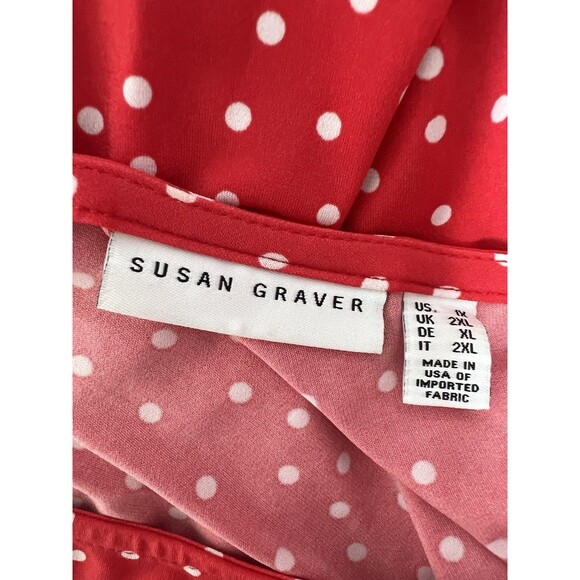 SUSAN GRAVER
US. 1X
UK 2XL
DE XL
IT 2XL
MADE IN
USA OF
IMPORTED
FABRIC